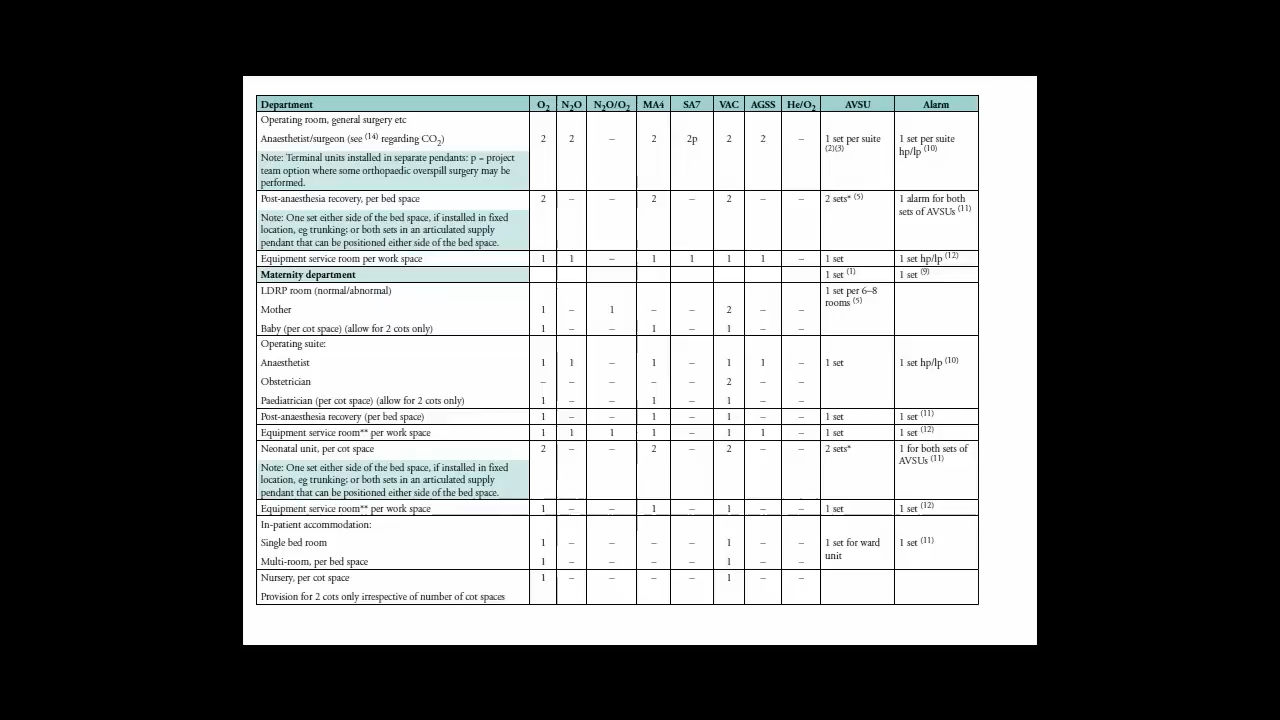 Department O2 N2O N2O/O2 MA4 SA7 VAC AGSS He/O2 AVSU Alarm
Operating room, general surgery etc
Anaesthetist/surgeon (see (14) regarding CO2) 2 2 – 2 2p 2 2 – 1 set per suite (2)(3) 1 set per suite hp/lp (10)
Note: Terminal units installed in separate pendants: p = project
team option where some orthopaedic overspill surgery may be
performed.
Post-anaesthesia recovery, per bed space 2 – – 2 – 2 – – 2 sets* (5) 1 alarm for both sets of AVSUs (11)
Note: One set either side of the bed space, if installed in fixed
location, eg trunking; or both sets in an articulated supply
pendant that can be positioned either side of the bed space.
Equipment service room per work space 1 1 – 1 1 1 1 – 1 set 1 set hp/lp (12)
Maternity department 1 set (1) 1 set (9)
LDRP room (normal/abnormal) 1 set per 6–8 rooms (5)
Mother 1 – 1 – – 2 – –
Baby (per cot space) (allow for 2 cots only) 1 – – 1 – 1 – –
Operating suite:
Anaesthetist 1 1 – 1 – 1 1 – 1 set 1 set hp/lp (10)
Obstetrician – – – – – 2 – –
Paediatrician (per cot space) (allow for 2 cots only) 1 – – 1 – 1 – –
Post-anaesthesia recovery (per bed space) 1 – – 1 – 1 – – 1 set 1 set (11)
Equipment service room** per work space 1 1 1 1 – 1 1 – 1 set 1 set (12)
Neonatal unit, per cot space 2 – – 2 – 2 – – 2 sets* 1 for both sets of AVSUs (11)
Note: One set either side of the bed space, if installed in fixed
location, eg trunking; or both sets in an articulated supply
pendant that can be positioned either side of the bed space.
Equipment service room** per work space 1 – – 1 – 1 – – 1 set 1 set (12)
In-patient accommodation:
Single bed room 1 – – – – 1 – – 1 set for ward unit 1 set (11)
Multi-room, per bed space 1 – – – – 1 – –
Nursery, per cot space 1 – – – – 1 – –
Provision for 2 cots only irrespective of number of cot spaces